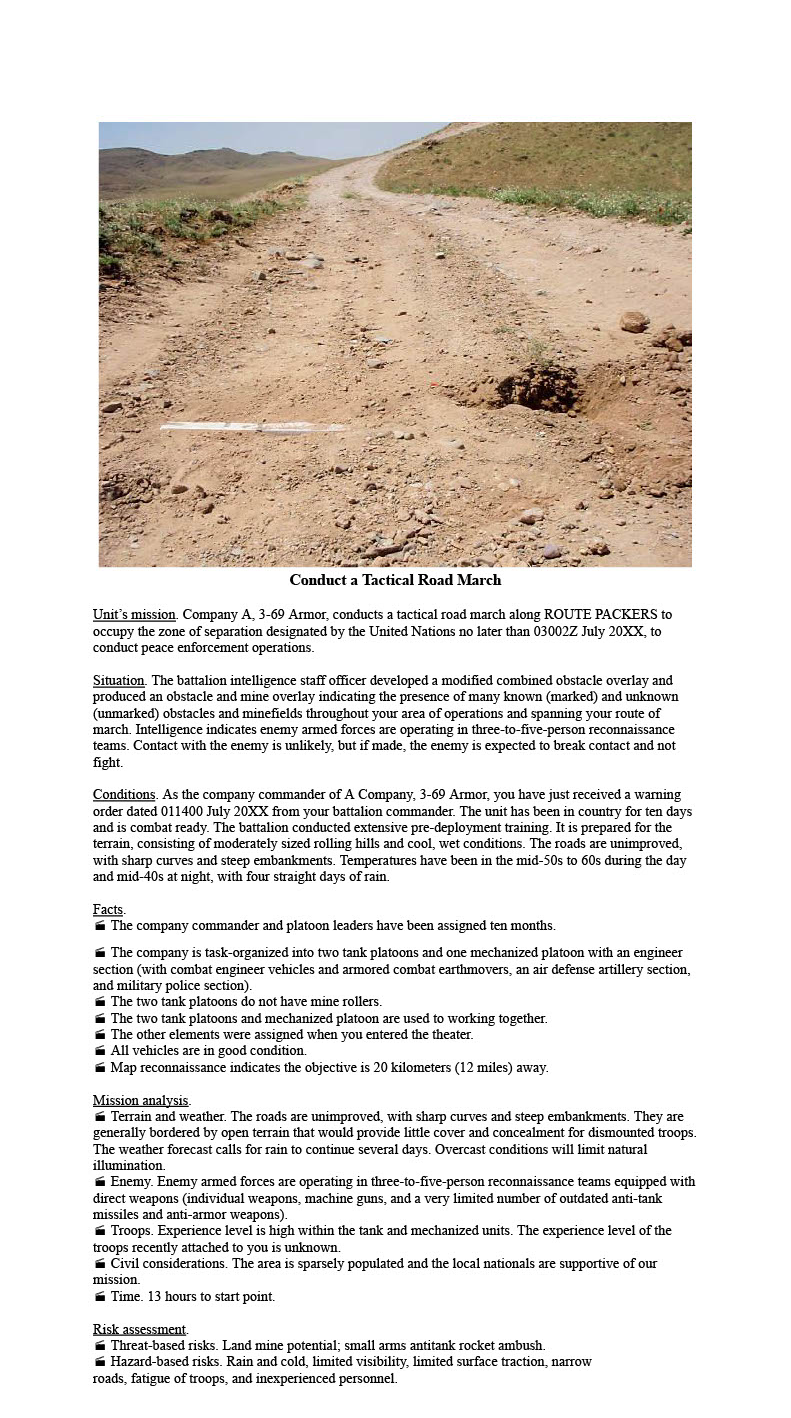 Conduct a Tactical Road March
Unit’s mission. Company A, 3-69 Armor, conducts a tactical road march along ROUTE PACKERS to
occupy the zone of separation designated by the United Nations no later than 03002Z July 20XX, to
conduct peace enforcement operations.
Situation. The battalion intelligence staff officer developed a modified combined obstacle overlay and
produced an obstacle and mine overlay indicating the presence of many known (marked) and unknown
(unmarked) obstacles and minefields throughout your area of operations and spanning your route of
march. Intelligence indicates enemy armed forces are operating in three-to-five-person reconnaissance
teams. Contact with the enemy is unlikely, but if made, the enemy is expected to break contact and not
fight.
Conditions. As the company commander of A Company, 3-69 Armor, you have just received a warning
order dated 011400 July 20XX from your battalion commander. The unit has been in country for ten days
and is combat ready. The battalion conducted extensive pre-deployment training. It is prepared for the
terrain, consisting of moderately sized rolling hills and cool, wet conditions. The roads are unimproved,
with sharp curves and steep embankments. Temperatures have been in the mid-50s to 60s during the day
and mid-40s at night, with four straight days of rain.
Facts.
The company commander and platoon leaders have been assigned ten months.
The company is task-organized into two tank platoons and one mechanized platoon with an engineer
section (with combat engineer vehicles and armored combat earthmovers, an air defense artillery section,
and military police section).
The two tank platoons do not have mine rollers.
The two tank platoons and mechanized platoon are used to working together.
The other elements were assigned when you entered the theater.
All vehicles are in good condition.
Map reconnaissance indicates the objective is 20 kilometers (12 miles) away.
Mission analysis.
Terrain and weather. The roads are unimproved, with sharp curves and steep embankments. They are
generally bordered by open terrain that would provide little cover and concealment for dismounted troops.
The weather forecast calls for rain to continue several days. Overcast conditions will limit natural
illumination.
Enemy. Enemy armed forces are operating in three-to-five-person reconnaissance teams equipped with
direct weapons (individual weapons, machine guns, and a very limited number of outdated anti-tank
missiles and anti-armor weapons).
Troops. Experience level is high within the tank and mechanized units. The experience level of the
troops recently attached to you is unknown.
Civil considerations. The area is sparsely populated and the local nationals are supportive of our
mission.
Time. 13 hours to start point.
Risk assessment.
Threat-based risks. Land mine potential; small arms antitank rocket ambush.
Hazard-based risks. Rain and cold, limited visibility, limited surface traction, narrow
roads, fatigue of troops, and inexperienced personnel.